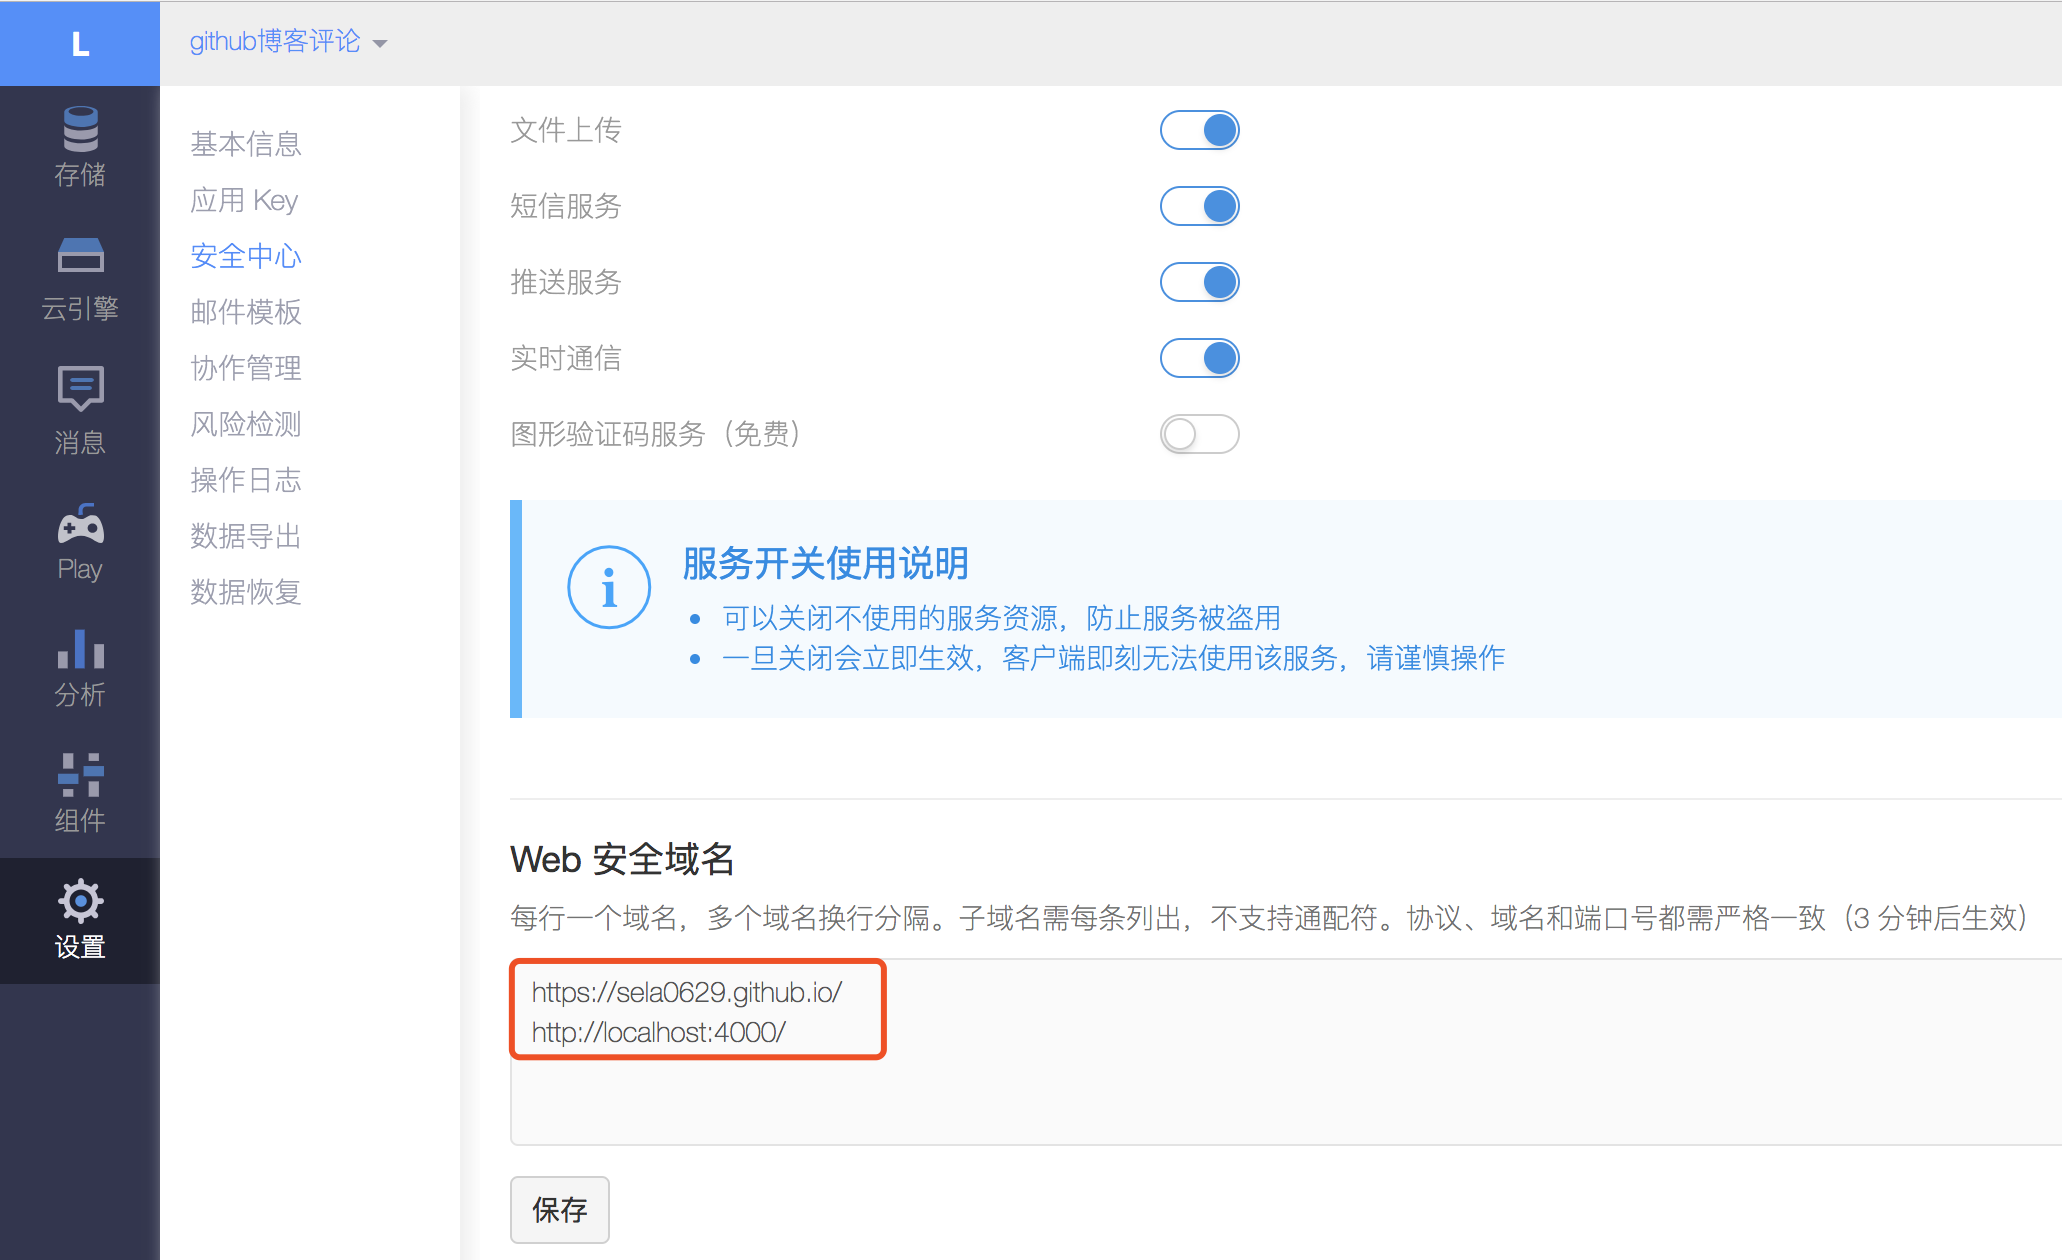 L
github博客评论
存储
云引擎
消息
Play
分析
组件
设置
基本信息
应用 Key
安全中心
邮件模板
协作管理
风险检测
操作日志
数据导出
数据恢复
文件上传
短信服务
推送服务
实时通信
图形验证码服务（免费）
服务开关使用说明
可以关闭不使用的服务资源，防止服务被盗用
一旦关闭会立即生效，客户端即刻无法使用该服务，请谨慎操作
Web 安全域名
每行一个域名，多个域名换行分隔。子域名需每条列出，不支持通配符。协议、域名和端口号都需严格一致（3 分钟后生效）
https://sela0629.github.io/
http://localhost:4000/
保存